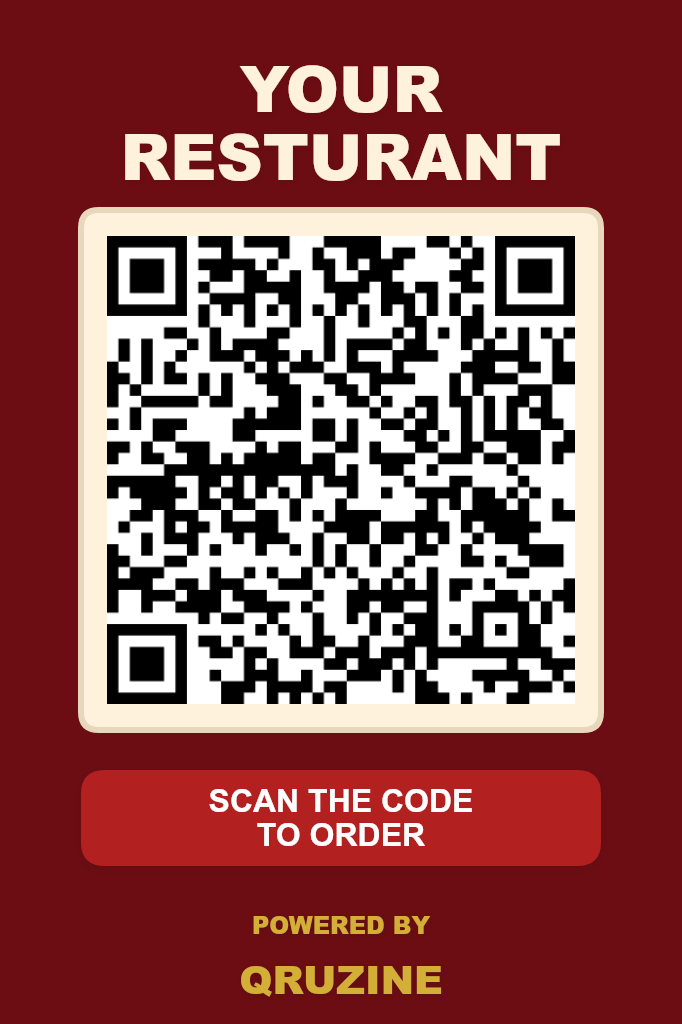 YOUR
RESTURANT
SCAN THE CODE
TO ORDER
POWERED BY
QRUZINE